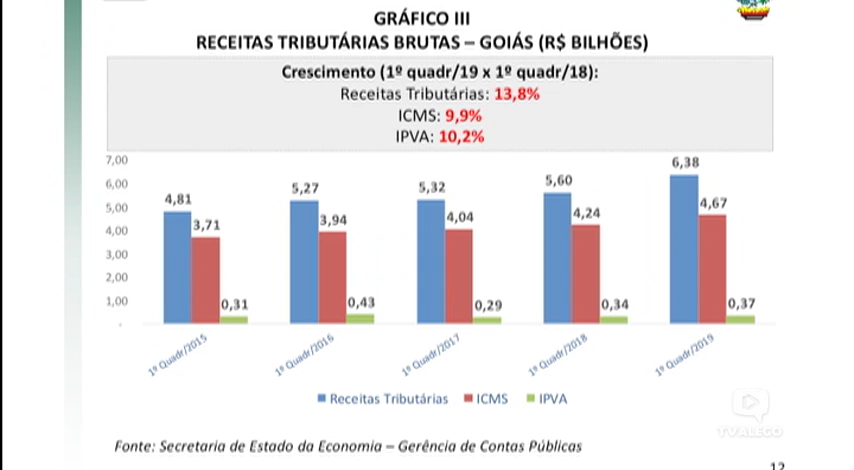 GRÁFICO III
RECEITAS TRIBUTÁRIAS BRUTAS – GOIÁS (R$ BILHÕES)
Crescimento (1º quadr/19 x 1º quadr/18):
Receitas Tributárias: 13,8%
ICMS: 9,9%
IPVA: 10,2%
7,00
6,00
5,00
4,00
3,00
2,00
1,00
-
4,81
3,71
0,31
5,27
3,94
0,43
5,32
4,04
0,29
5,60
4,24
0,34
6,38
4,67
0,37
1º Quadr/2015
1º Quadr/2016
1º Quadr/2017
1º Quadr/2018
1º Quadr/2019
Receitas Tributárias ICMS IPVA
TVALEGO
Fonte: Secretaria de Estado da Economia – Gerência de Contas Públicas
12